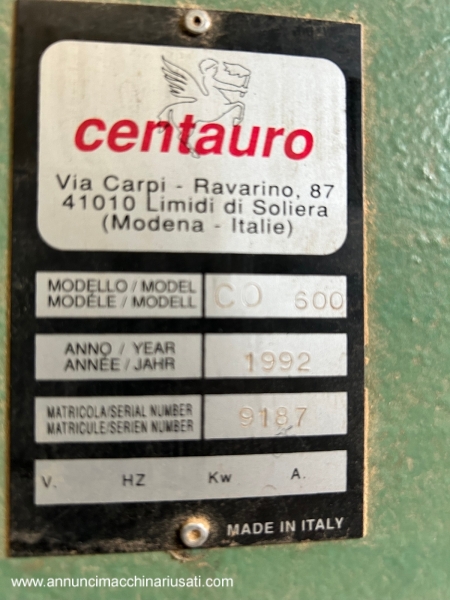 centauro
Via Carpi - Ravarino, 87
41010 Limidi di Soliera
(Modena - Italie)
MODELLO / MODEL
MODÈLE / MODELL
CO 600
ANNO / YEAR
ANNÉE / JAHR
1992
MATRICOLA/SERIAL NUMBER
MATRICULE/SERIEN NUMBER
9187
V. HZ Kw A.
MADE IN ITALY
www.annuncimacchinariusati.com